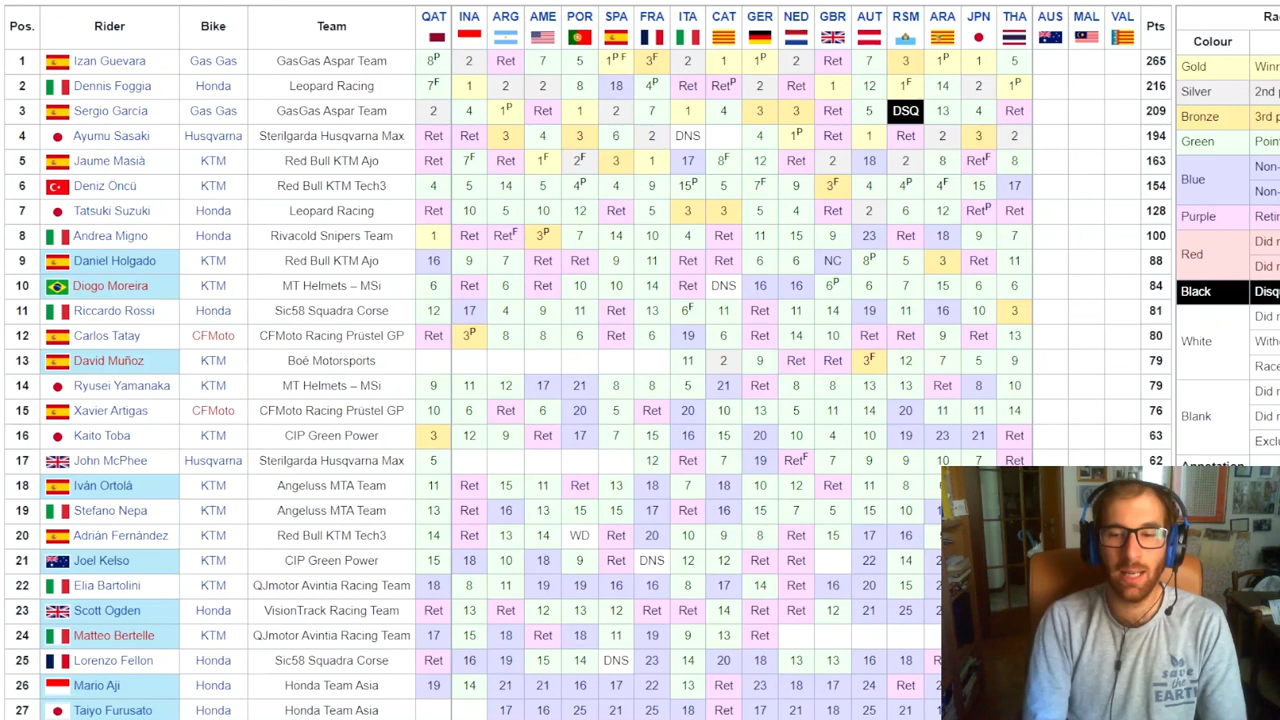 Pos. Rider Bike Team QAT INA ARG AME POR SPA FRA ITA CAT GER NED GBR AUT RSM ARA JPN THA AUS MAL VAL Pts
1 Izan Guevara Gas Gas GasGas Aspar Team 8P 2 Ret 7 5 1P F 3F 2 1 1P 2 Ret 7 3 1P 1 5 265
2 Dennis Foggia Honda Leopard Racing 7F 1 2 2 8 18 4P Ret RetP 2 Ret 1 12 1F 14 2 1P 216
3 Sergio García Gas Gas GasGas Aspar Team 2 4 1P Ret 1 2 7 1 4 3 3 Ret 5 DSQ 13 4 Ret 209
4 Ayumu Sasaki Husqvarna Sterilgarda Husqvarna Max Ret Ret 3 4 3 6 2 DNS 4 1P Ret 1 Ret 2 3 2 194
5 Jaume Masià KTM Red Bull KTM Ajo Ret 7F Ret 1F 2F 3 1 17 8F 12 Ret 2 18 2 8 RetF 8 163
6 Deniz Öncü KTM Red Bull KTM Tech3 4 5 14 5 4P 4 9 15P 5 7F 9 3F 4 4P 4F 15 17 154
7 Tatsuki Suzuki Honda Leopard Racing Ret 10 5 10 12 Ret 5 3 3 5 4 Ret 2 6 12 RetP Ret 128
8 Andrea Migno Honda Rivacold Snipers Team 1 Ret RetF 3P 7 14 10 4 Ret 11 15 9 23 Ret 18 9 7 100
9 Daniel Holgado KTM Red Bull KTM Ajo 16 9 7 Ret Ret 9 11 Ret Ret 6 6 NC 8P 5 3 Ret 11 88
10 Diogo Moreira KTM MT Helmets – MSi 6 Ret 6 Ret 10 10 14 Ret DNS 16 16 6P 6 7 15 6 6 84
11 Riccardo Rossi Honda Sic58 Squadra Corse 12 17 4 9 11 Ret 13 6F 11 Ret 11 14 19 11 16 10 3 81
12 Carlos Tatay CFMoto CFMoto Racing Prüstel GP Ret 3P 8 8 6 Ret 6 19 6 Ret 14 10 Ret Ret 9 Ret 13 80
13 David Muñoz KTM Boé Motorsports 11 2 9 Ret Ret 3F 12 7 5 9 79
14 Ryusei Yamanaka KTM MT Helmets – MSi 9 11 12 17 21 8 8 5 21 Ret 8 8 13 13 Ret 8 10 79
15 Xavier Artigas CFMoto CFMoto Racing Prüstel GP 10 6 Ret 6 20 5 Ret 20 10 13 5 11 14 20 11 11 14 76
16 Kaito Toba KTM CIP Green Power 3 12 9 Ret 17 7 15 16 15 20 10 4 10 19 23 21 Ret 63
17 John McPhee Husqvarna Sterilgarda Husqvarna Max 5 12 Ret 7 19 RetF 7 9 9 10 7 Ret 62
18 Iván Ortolá KTM Angeluss MTA Team 11 Ret 15 11 Ret 13 18 7 18 10 12 Ret 11 8
19 Stefano Nepa KTM Angeluss MTA Team 13 Ret 16 13 15 15 17 Ret 16 15 7 5 15 10
20 Adrián Fernández KTM Red Bull KTM Tech3 14 Ret 13 14 WD Ret 20 10 9 8 Ret 15 17 16
21 Joel Kelso KTM CIP Green Power 15 18 10 18 9 Ret DNS 12 12 Ret Ret 22 14
22 Elia Bartolini KTM QJmotor Avintia Racing Team 8 11 19 19 16 16 8 17 14 Ret 16 20 15
23 Scott Ogden Honda VisionTrack Racing Team Ret 13 Ret 12 13 12 Ret Ret 14 Ret Ret 12 21 25
24 Matteo Bertelle KTM QJmotor Avintia Racing Team 17 15 18 Ret 18 11 19 9 13 Ret
25 Lorenzo Fellon Honda Sic58 Squadra Corse Ret 16 19 15 14 DNS 23 14 20 18 13 13 16 18
26 Mario Aji Honda Honda Team Asia 19 14 21 21 16 17 22 13 Ret 23 18 17 24 Ret
27 Taiyo Furusato Honda Honda Team Asia 17 16 25 21 25 18 Ret 17 21 18 25 21
Colour
Gold
Silver 2nd p
Bronze
Green
Blue Non-
Non-
Purple
Red Did
Did
Black
White Did
Blank Did
Did
save
the
EARTH